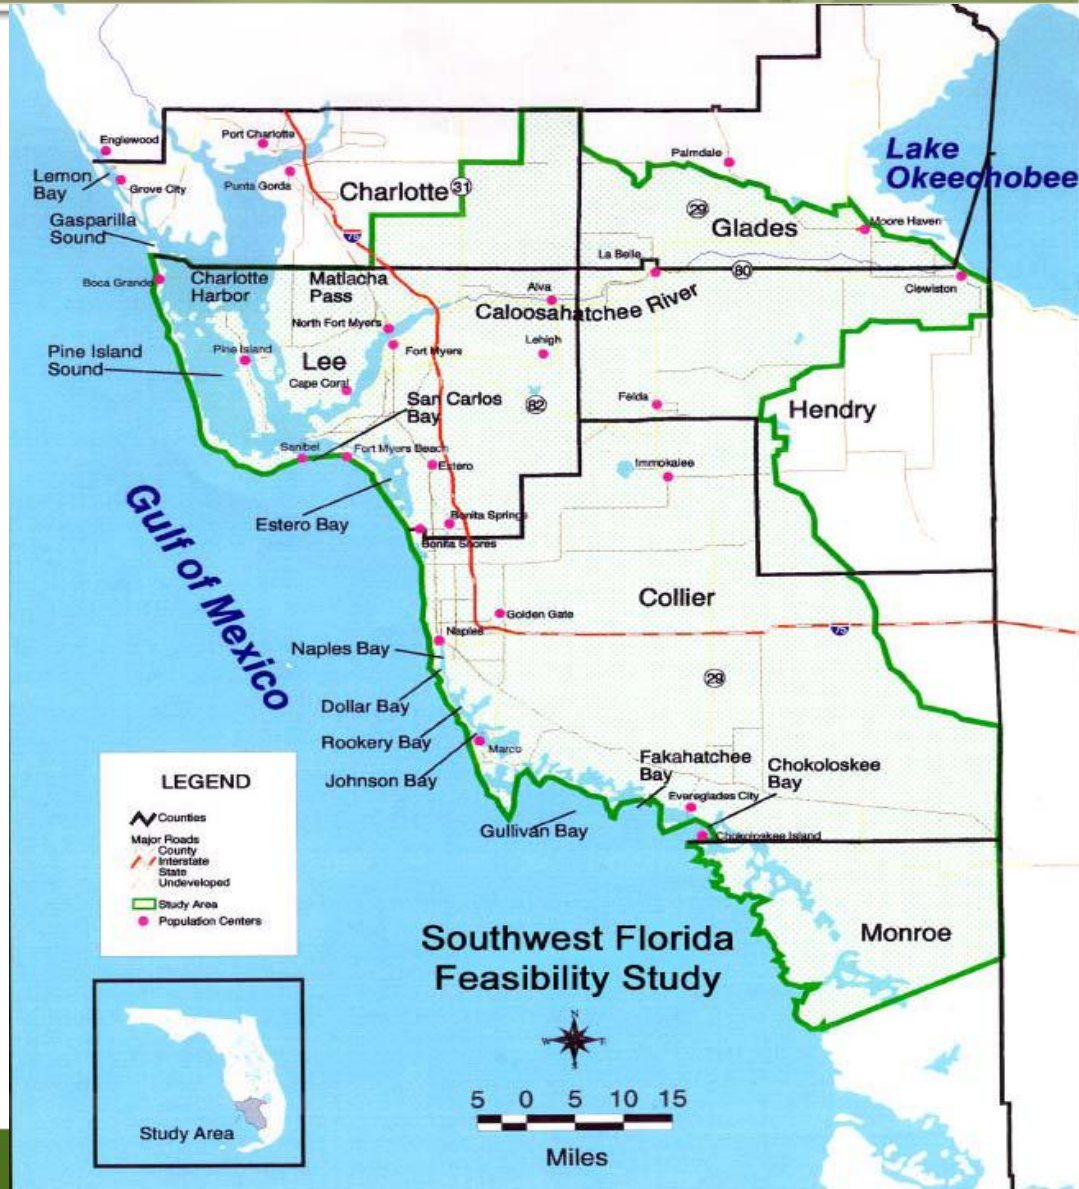 Englewood
Port Charlotte
Lemon
Bay
Grove City
Punta Gorda
Charlotte
31
Palmdale
Lake
Okeechobee
29
Glades
Moore Haven
Gasparilla
Sound
75
La Belle
80
Clewiston
Boca Grande
Charlotte
Harbor
Matlacha
Pass
Alva
Caloosahatchee River
North Fort Myers
Pine Island
Sound
Pine Island
Lee
Fort Myers
Lehigh
Cape Coral
San Carlos
Bay
82
Felda
Hendry
Sanibel
Fort Myers Beach
Estero
Immokalee
Gulf of Mexico
Estero Bay
Bonita Springs
Bonita Shores
Collier
Golden Gate
Naples
75
Naples Bay
29
Dollar Bay
Rookery Bay
Marco
Johnson Bay
Fakahatchee
Bay
Chokoloskee
Bay
Evereglades City
Gullivan Bay
Chokoloskee Island
Monroe
LEGEND
Counties
Major Roads
County
Interstate
State
Undeveloped
Study Area
Population Centers
Southwest Florida
Feasibility Study
N
W E
S
5 0 5 10 15
Miles
Study Area